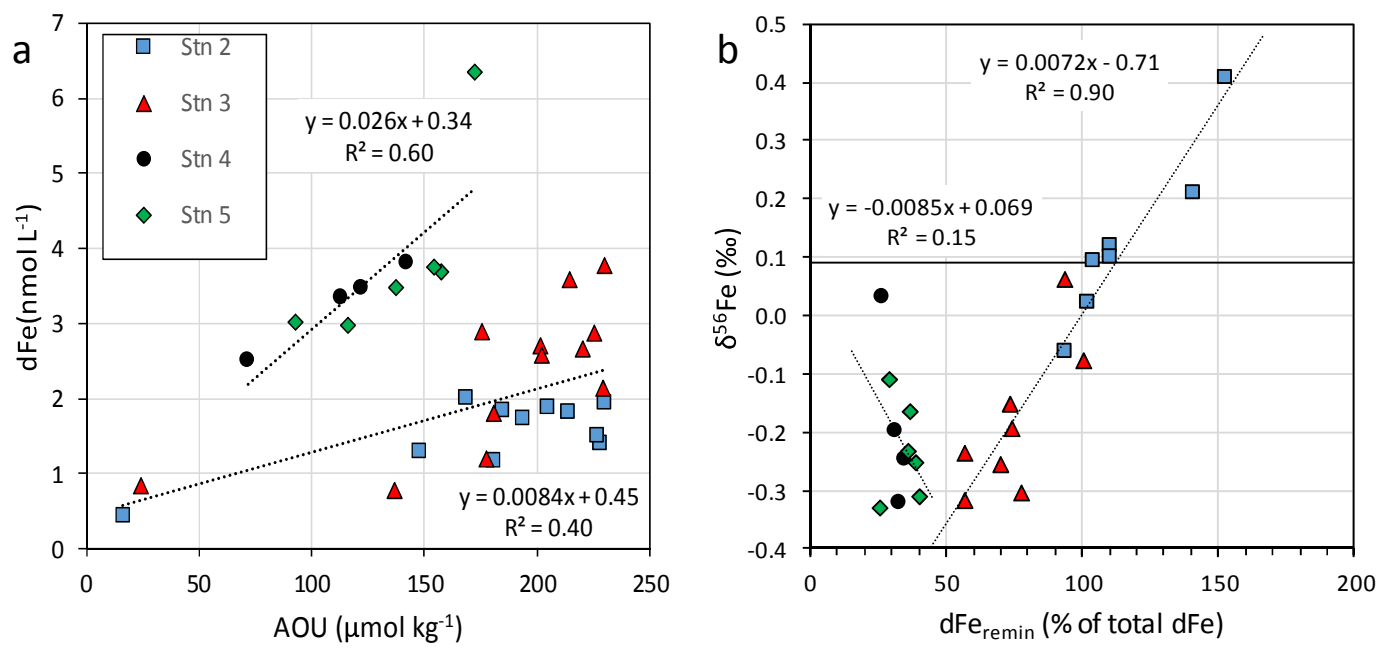 a
7
6
5
4
3
2
1
0
dFe(nmol L⁻¹)
Stn 2
Stn 3
Stn 4
Stn 5
y = 0.026x + 0.34
R² = 0.60
y = 0.0084x + 0.45
R² = 0.40
0 50 100 150 200 250
AOU (µmol kg⁻¹)
b
0.5
0.4
0.3
0.2
0.1
0.0
-0.1
-0.2
-0.3
-0.4
δ⁵⁶Fe (‰)
y = 0.0072x - 0.71
R² = 0.90
y = -0.0085x + 0.069
R² = 0.15
0 50 100 150 200
dFeremin (% of total dFe)